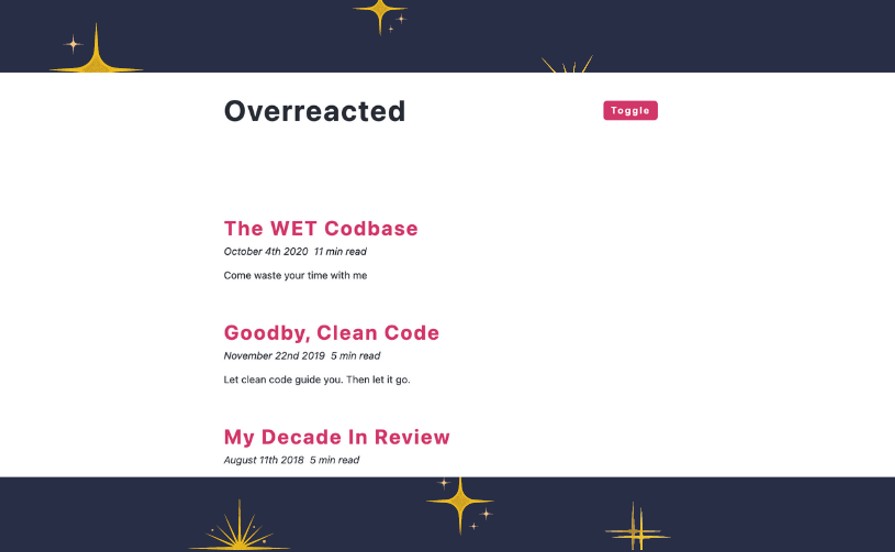 Overreacted
Toggle
The WET Codbase
October 4th 2020 11 min read
Come waste your time with me
Goodby, Clean Code
November 22nd 2019 5 min read
Let clean code guide you. Then let it go.
My Decade In Review
August 11th 2018 5 min read